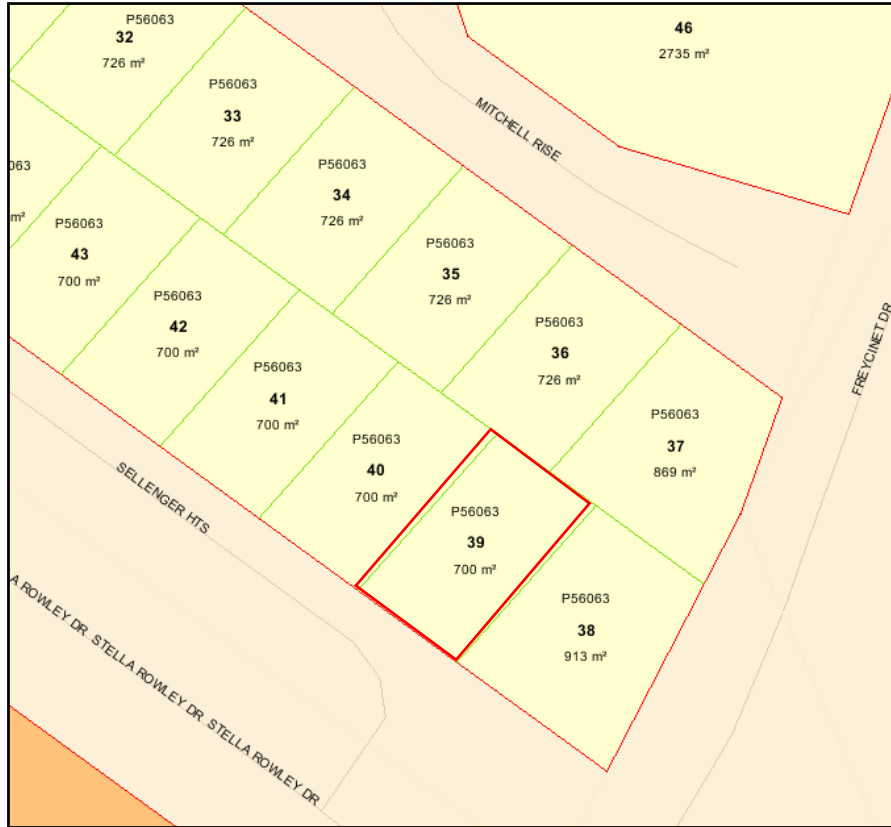 P56063
32
726 m²
46
2735 m²
P56063
33
726 m²
MITCHELL RISE
P56063
34
726 m²
063
m²
P56063
43
700 m²
P56063
35
726 m²
P56063
42
700 m²
P56063
36
726 m²
FREYCINET DR
P56063
41
700 m²
P56063
37
869 m²
P56063
40
700 m²
SELLENGER HTS
P56063
39
700 m²
P56063
38
913 m²
A ROWLEY DR STELLA ROWLEY DR STELLA ROWLEY DR